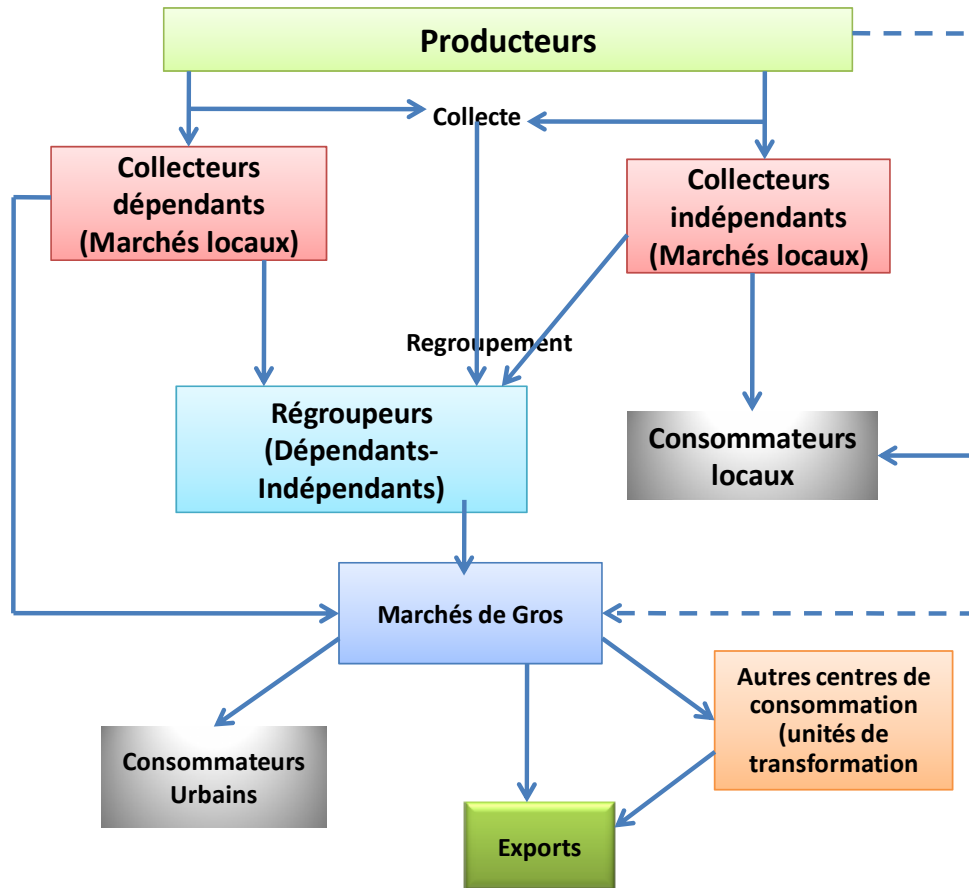 Producteurs
Collecte
Collecteurs
dépendants
(Marchés locaux)
Collecteurs
indépendants
(Marchés locaux)
Regroupement
Régroupeurs
(Dépendants-
Indépendants)
Consommateurs
locaux
Marchés de Gros
Autres centres de
consommation
(unités de
transformation
Consommateurs
Urbains
Exports